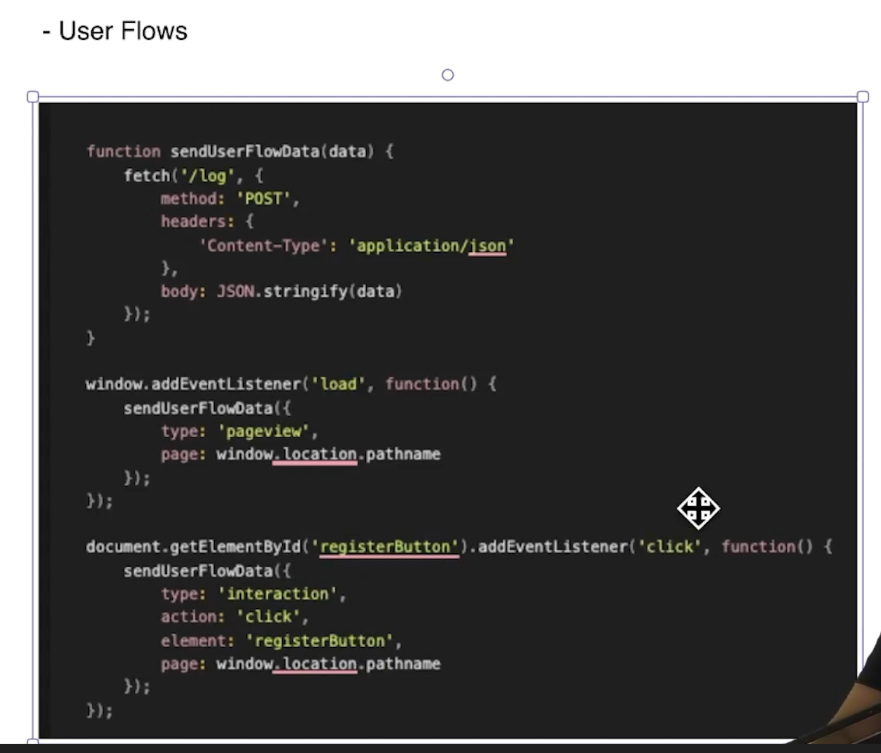 - User Flows
function sendUserFlowData(data) {
fetch('/log', {
method: 'POST',
headers: {
'Content-Type': 'application/json'
},
body: JSON.stringify(data)
});
}
window.addEventListener('load', function() {
sendUserFlowData({
type: 'pageview',
page: window.location.pathname
});
});
document.getElementById('registerButton').addEventListener('click', function() {
sendUserFlowData({
type: 'interaction',
action: 'click',
element: 'registerButton',
page: window.location.pathname
});
});